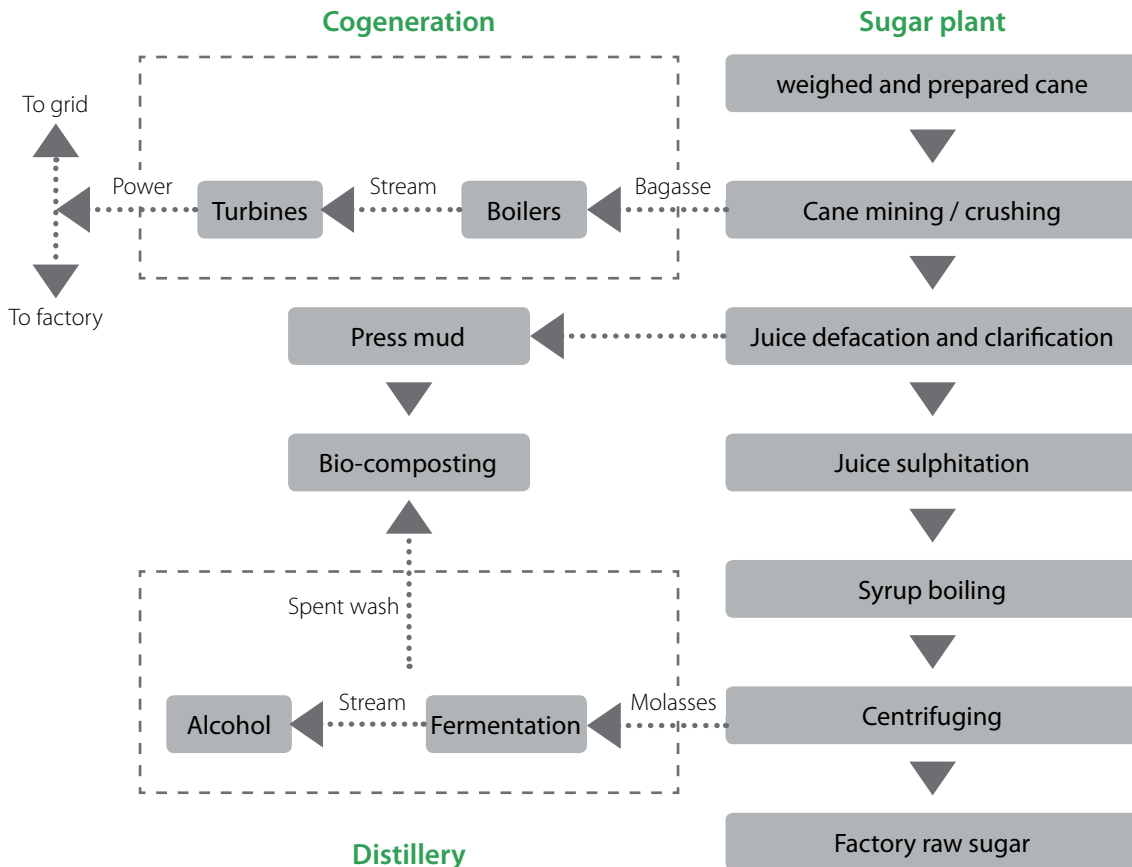 Cogeneration
Sugar plant
weighed and prepared cane
To grid
Power
Turbines
Stream
Boilers
Bagasse
Cane mining / crushing
To factory
Press mud
Juice defacation and clarification
Bio-composting
Juice sulphitation
Syrup boiling
Spent wash
Alcohol
Stream
Fermentation
Molasses
Centrifuging
Distillery
Factory raw sugar